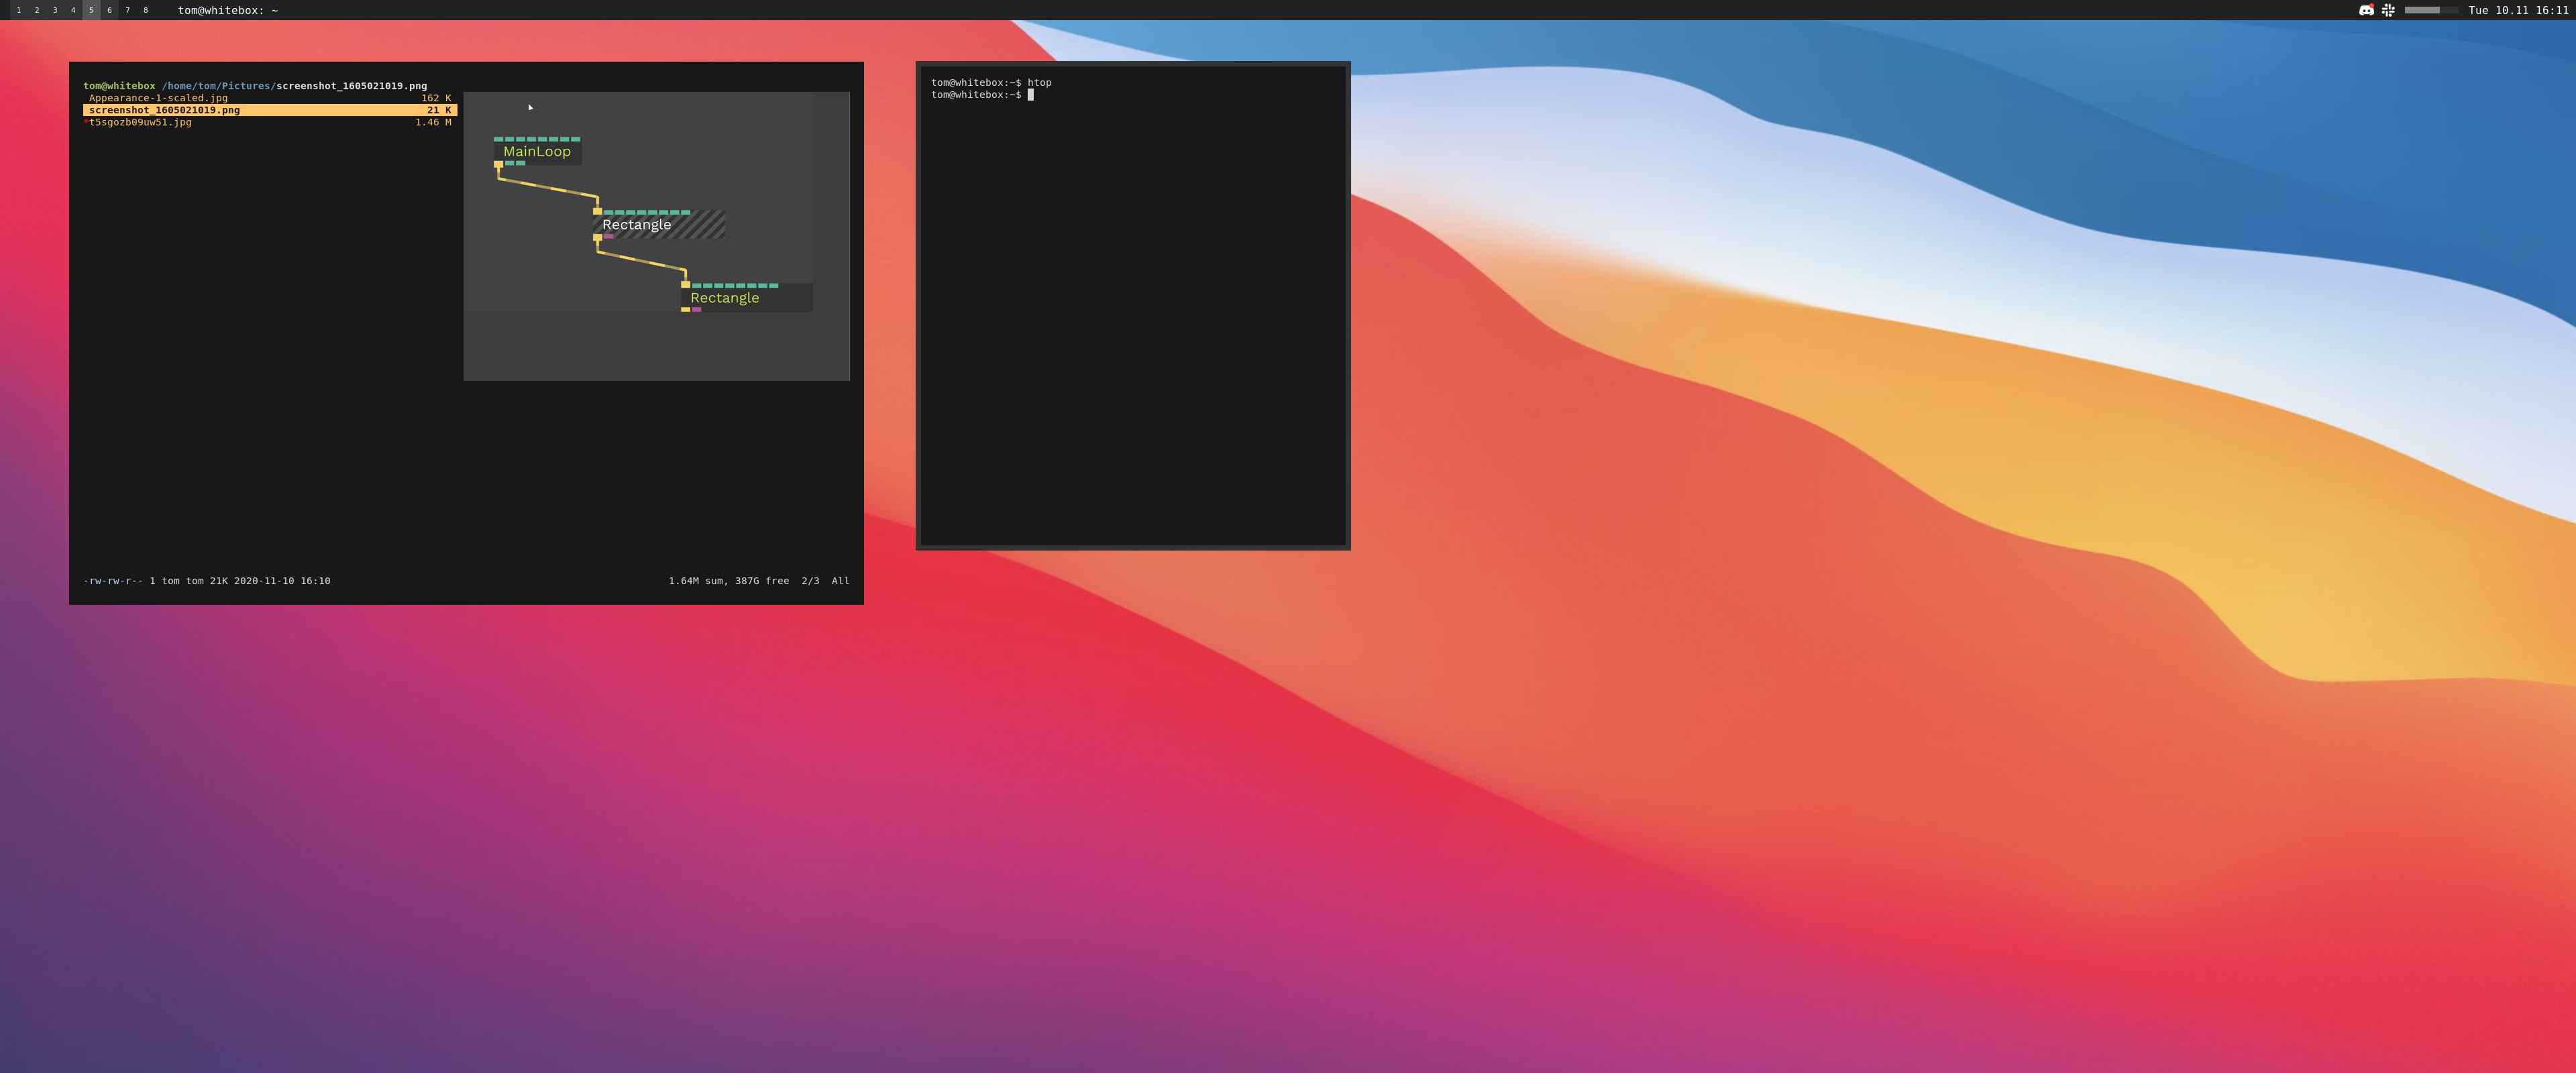 1 2 3 4 5 6 7 8 tom@whitebox: ~ Tue 10.11 16:11
tom@whitebox /home/tom/Pictures/screenshot_1605021019.png
Appearance-1-scaled.jpg 162 K
screenshot_1605021019.png 21 K
*t5sgozb09uw51.jpg 1.46 M
MainLoop
Rectangle
Rectangle
-rw-rw-r-- 1 tom tom 21K 2020-11-10 16:10 1.64M sum, 387G free 2/3 All
tom@whitebox:~$ htop
tom@whitebox:~$